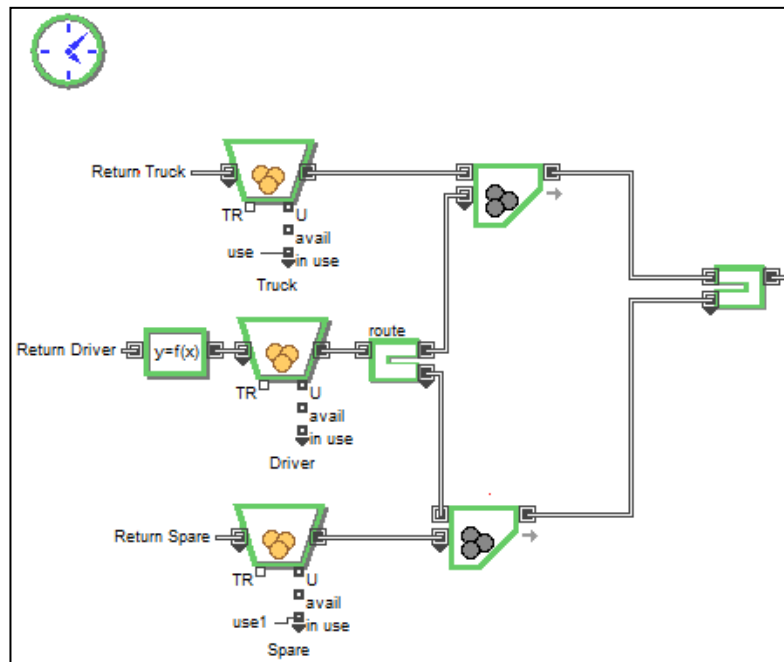 Return Truck
TR
U
avail
use
in use
Truck
route
Return Driver
y=f(x)
TR
U
avail
in use
Driver
Return Spare
TR
U
avail
use1
in use
Spare